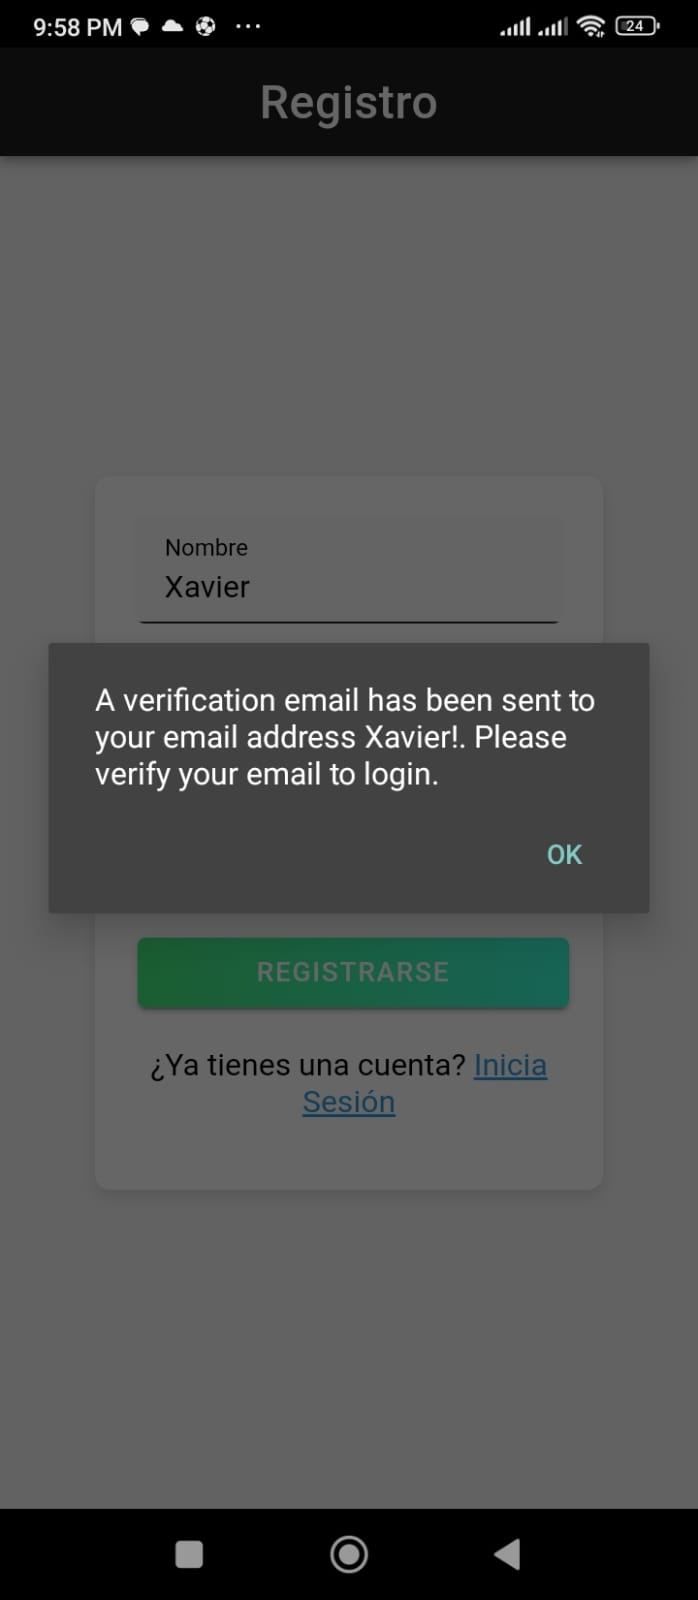 9:58 PM
24
Registro
Nombre
Xavier
A verification email has been sent to
your email address Xavier!. Please
verify your email to login.
OK
REGISTRARSE
¿Ya tienes una cuenta? Inicia
Sesión